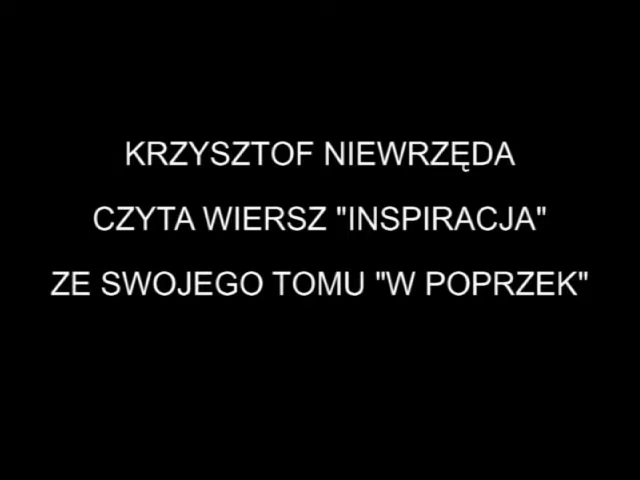 KRZYSZTOF NIEWRZĘDA
CZYTA WIERSZ "INSPIRACJA"
ZE SWOJEGO TOMU "W POPRZEK"